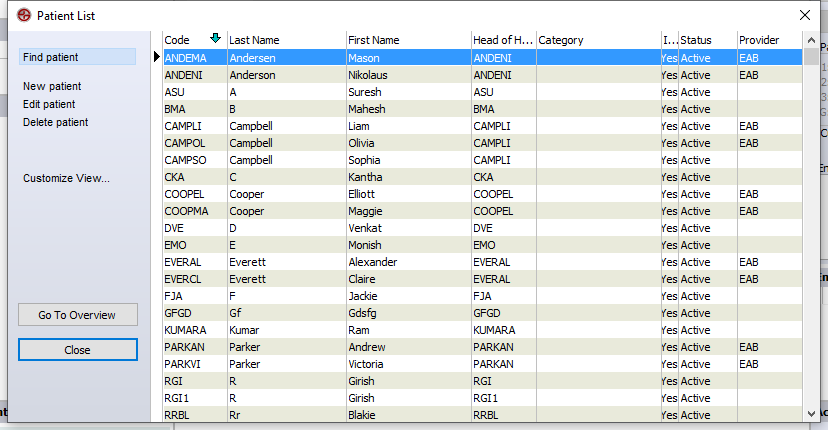 Patient List
Find patient
New patient
Edit patient
Delete patient
Customize View...
Go To Overview
Close
Code Last Name First Name Head of H... Category I... Status Provider
ANDEMA Andersen Mason ANDENI Yes Active EAB
ANDENI Anderson Nikolaus ANDENI Yes Active EAB
ASU A Suresh ASU Yes Active
BMA B Mahesh BMA Yes Active
CAMPLI Campbell Liam CAMPLI Yes Active EAB
CAMPOL Campbell Olivia CAMPLI Yes Active EAB
CAMPSO Campbell Sophia CAMPLI Yes Active
CKA C Kantha CKA Yes Active
COOPEL Cooper Elliott COOPEL Yes Active EAB
COOPMA Cooper Maggie COOPEL Yes Active EAB
DVE D Venkat DVE Yes Active
EMO E Monish EMO Yes Active
EVERAL Everett Alexander EVERAL Yes Active EAB
EVERCL Everett Claire EVERAL Yes Active EAB
FJA F Jackie FJA Yes Active
GFGD Gf Gdsfg GFGD Yes Active
KUMARA Kumar Ram KUMARA Yes Active
PARKAN Parker Andrew PARKAN Yes Active EAB
PARKVI Parker Victoria PARKAN Yes Active EAB
RGI R Girish RGI Yes Active
RGI1 R Girish RGI1 Yes Active
RRBL Rr Blakie RRBL Yes Active